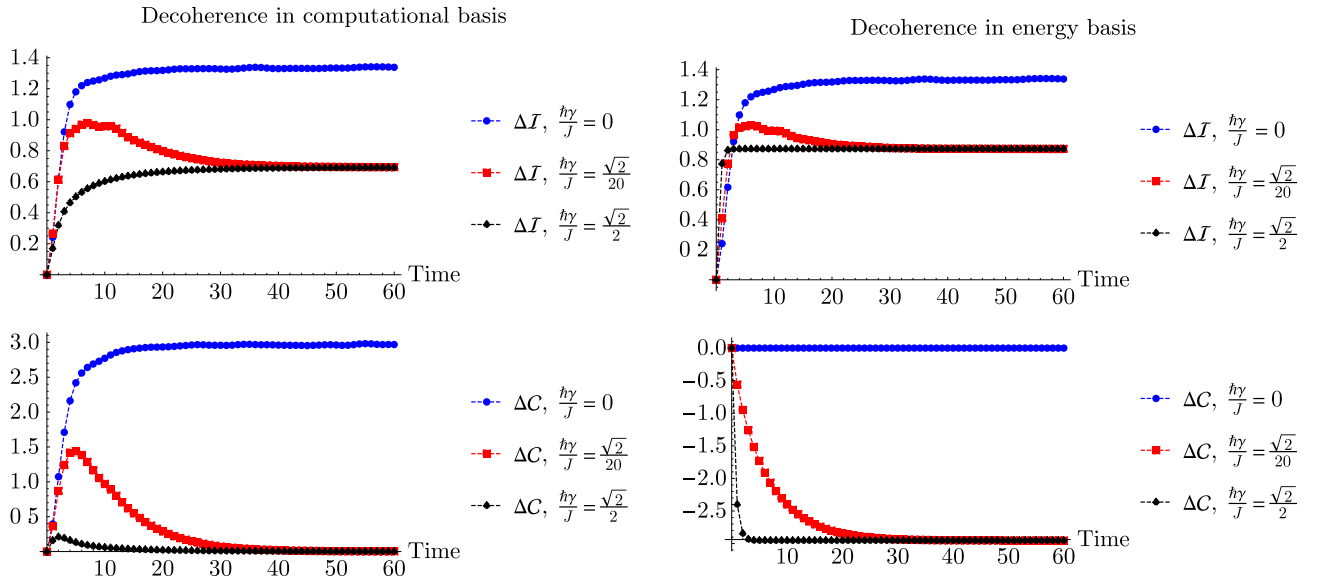 Decoherence in computational basis
1.4
1.2
1.0
0.8
0.6
0.4
0.2
10 20 30 40 50 60
Time
ΔI, ℏγ/J = 0
ΔI, ℏγ/J = √2/20
ΔI, ℏγ/J = √2/2
Decoherence in energy basis
1.4
1.2
1.0
0.8
0.6
0.4
0 2
10 20 30 40 50 60
Time
ΔI, ℏγ/J = 0
ΔI, ℏγ/J = √2/20
ΔI, ℏγ/J = √2/2
3.0
2.5
2.0
1.5
1.0
0 5
10 20 30 40 50 60
Time
ΔC, ℏγ/J = 0
ΔC, ℏγ/J = √2/20
ΔC, ℏγ/J = √2/2
0.0
−0.5
−1.0
−1.5
−2.0
−2.5
10 20 30 40 50 60
Time
ΔC, ℏγ/J = 0
ΔC, ℏγ/J = √2/20
ΔC, ℏγ/J = √2/2